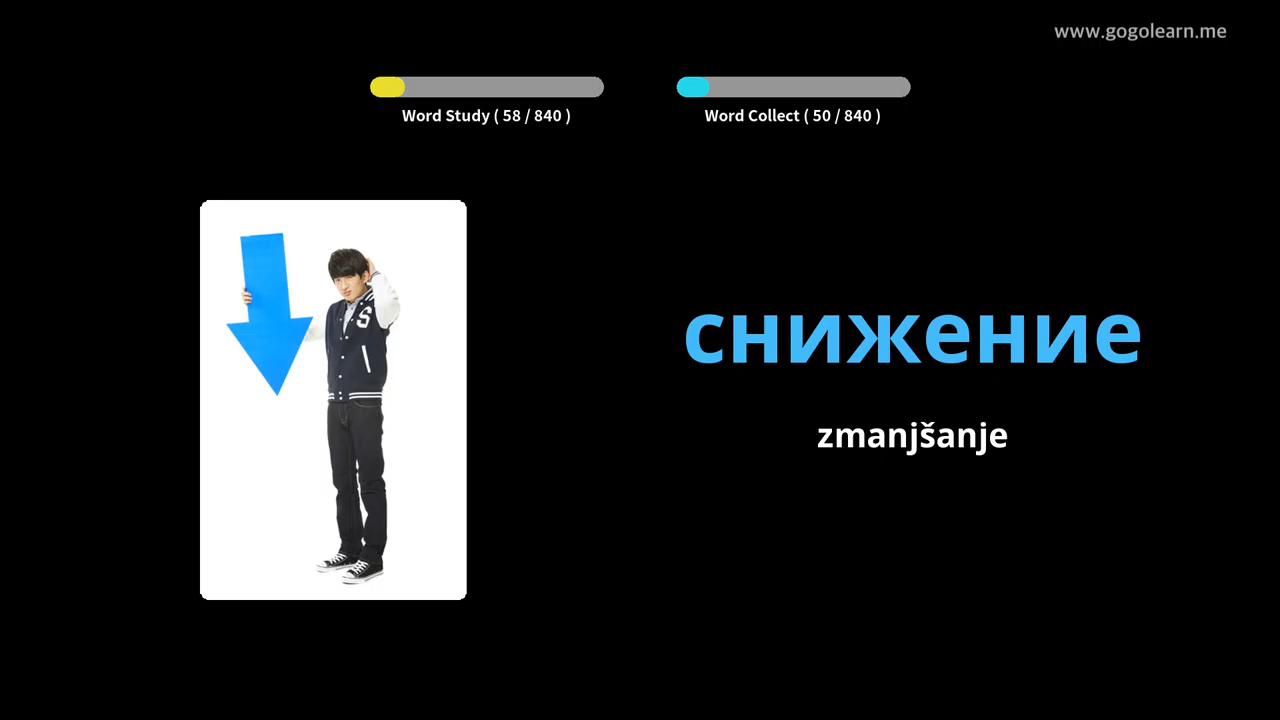 www.gogolearn.me
Word Study ( 58 / 840 )
Word Collect ( 50 / 840 )
S
снижение
zmanjšanje